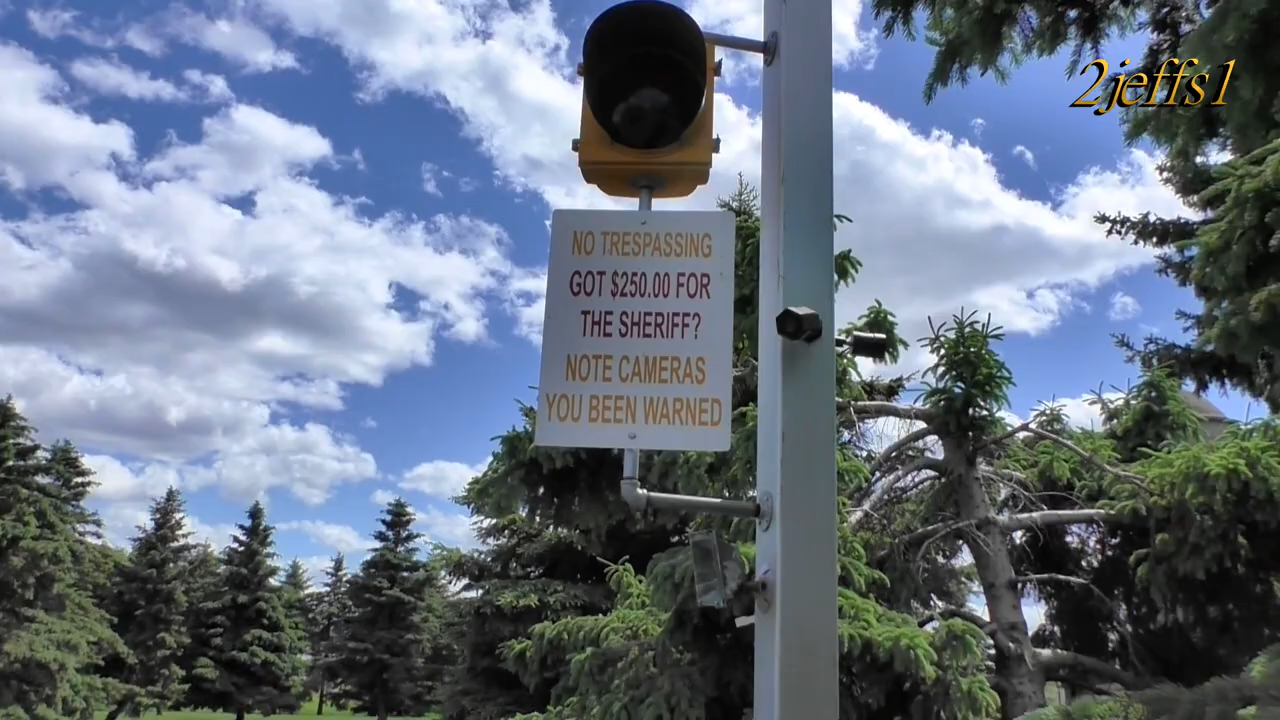 2jeffs1
NO TRESPASSING
GOT $250.00 FOR
THE SHERIFF?
NOTE CAMERAS
YOU BEEN WARNED